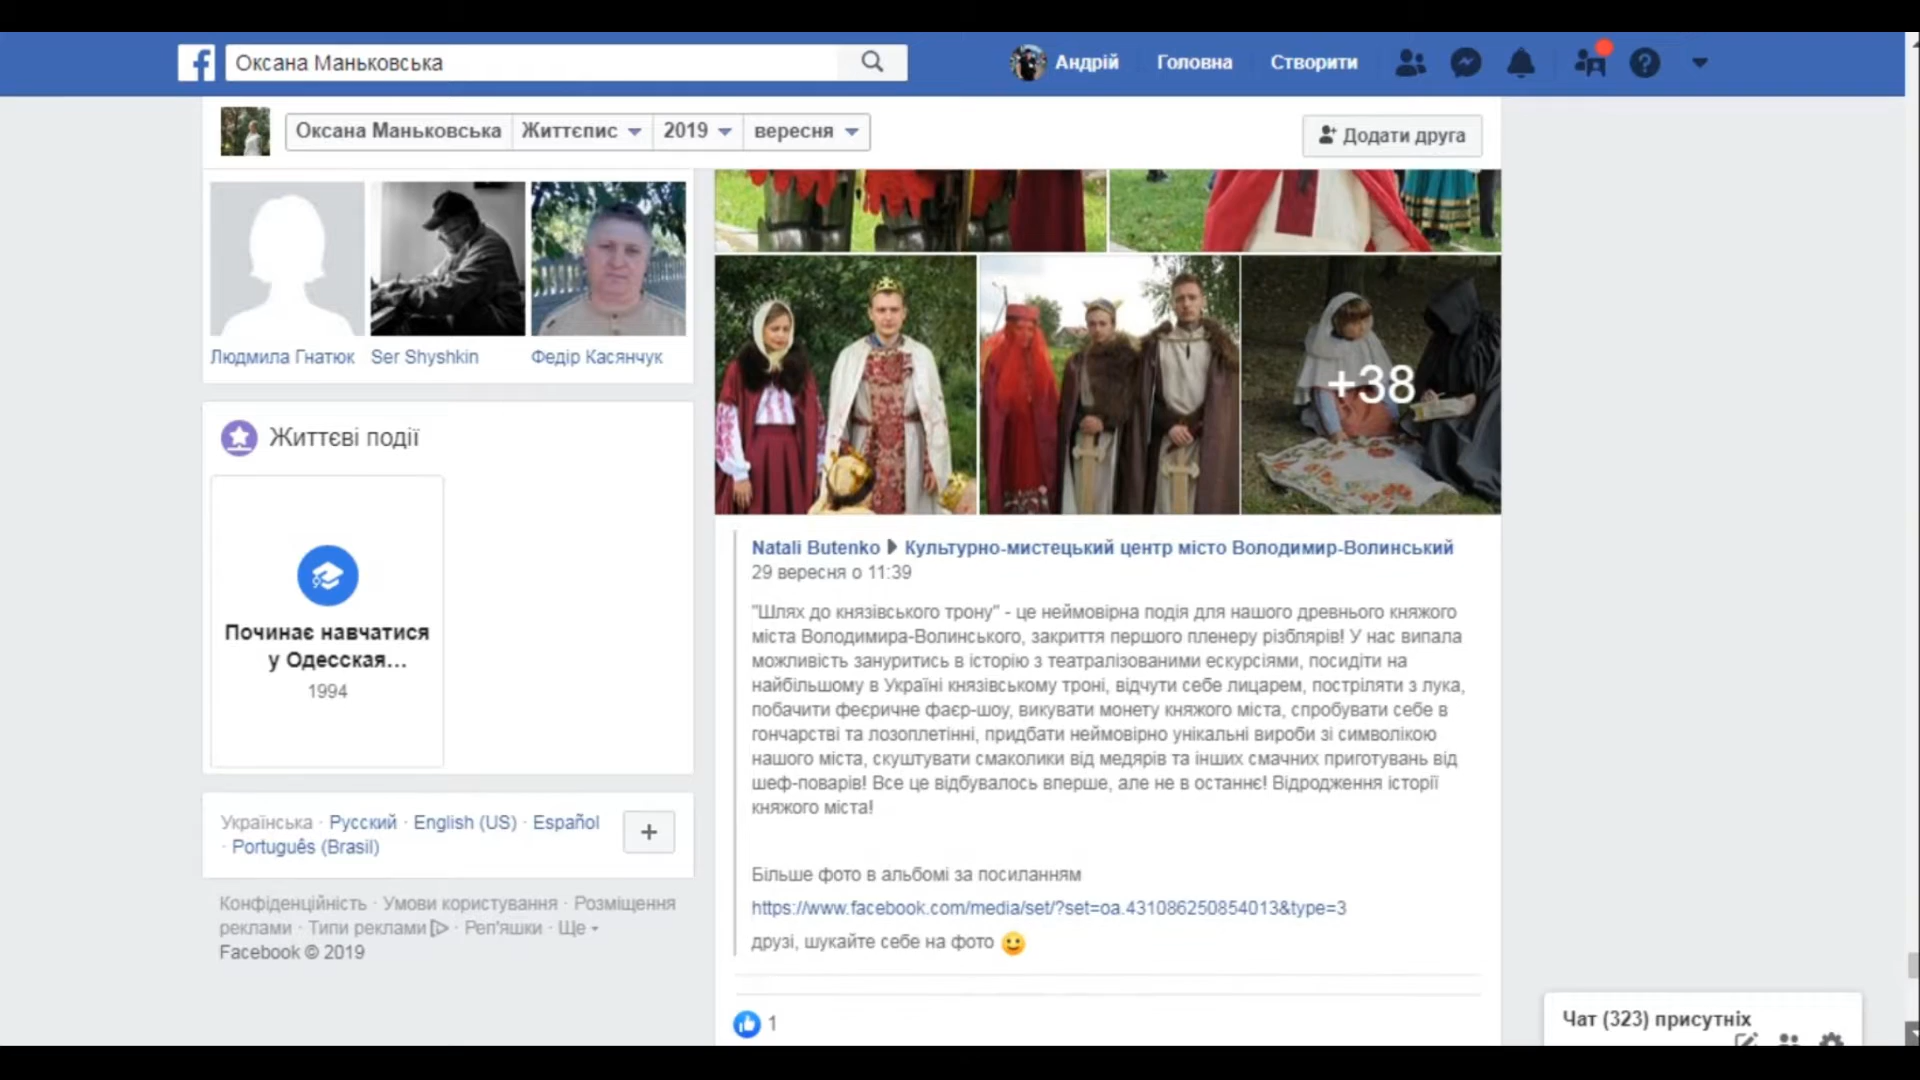 Оксана Маньковська
Андрій
Головна
Створити
Оксана Маньковська
Життєпис
2019
вересня
Додати друга
Людмила Гнатюк
Ser Shyshkin
Федір Касянчук
+38
Життєві події
Починає навчатися
у Одесская...
1994
Українська · Русский · English (US) · Español
· Português (Brasil)
+
Конфіденційність · Умови користування · Розміщення
реклами · Типи реклами · Реп'яшки · Ще
Facebook © 2019
Natali Butenko Культурно-мистецький центр місто Володимир-Волинський
29 вересня о 11:39
"Шлях до князівського трону" - це неймовірна подія для нашого древнього княжого
міста Володимира-Волинського, закриття першого пленеру різблярів! У нас випала
можливість зануритись в історію з театралізованими ескурсіями, посидіти на
найбільшому в Україні князівському троні, відчути себе лицарем, постріляти з лука,
побачити феєричне фаєр-шоу, викувати монету княжого міста, спробувати себе в
гончарстві та лозоплетінні, придбати неймовірно унікальні вироби зі символікою
нашого міста, скуштувати смаколики від медярів та інших смачних приготувань від
шеф-поварів! Все це відбувалось вперше, але не в останнє! Відродження історії
княжого міста!
Більше фото в альбомі за посиланням
https://www.facebook.com/media/set/?set=oa.431086250854013&type=3
друзі, шукайте себе на фото
1
Чат (323) присутніх